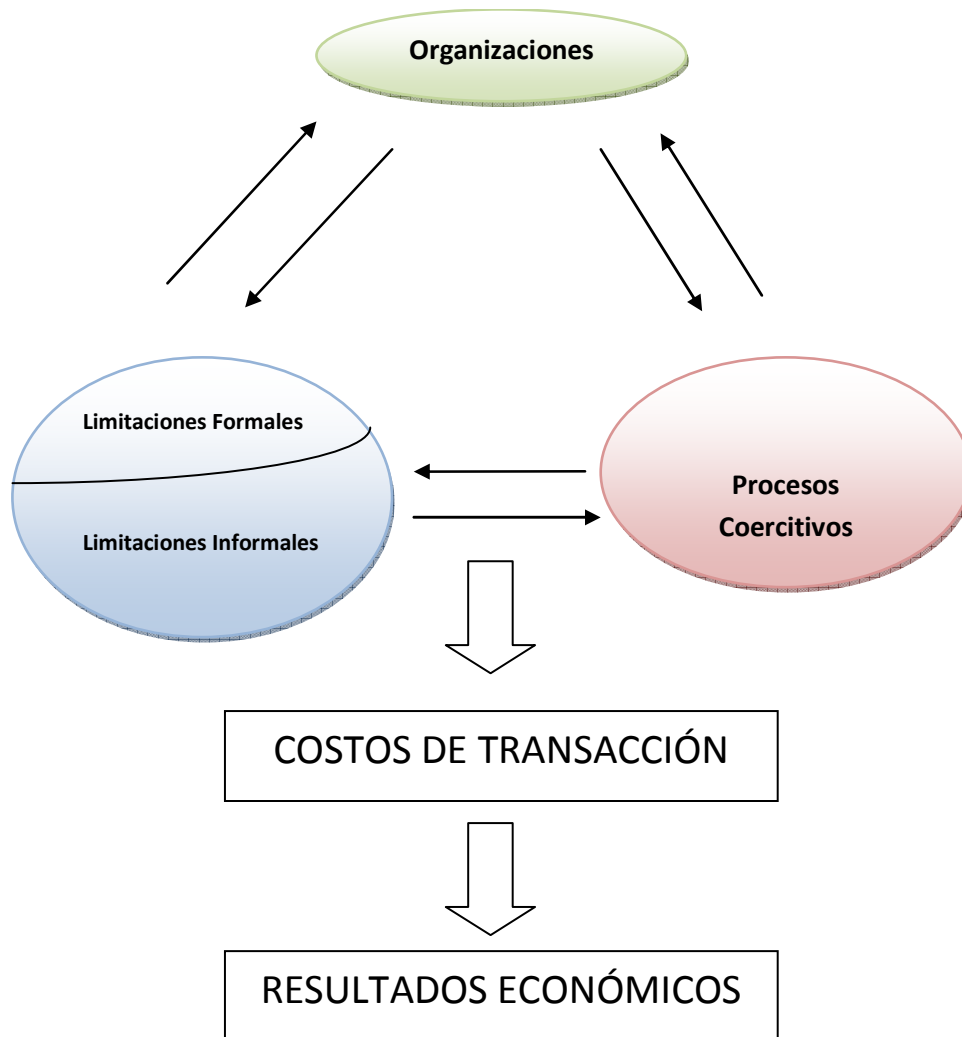 Organizaciones
Limitaciones Formales
Limitaciones Informales
Procesos
Coercitivos
COSTOS DE TRANSACCIÓN
RESULTADOS ECONÓMICOS